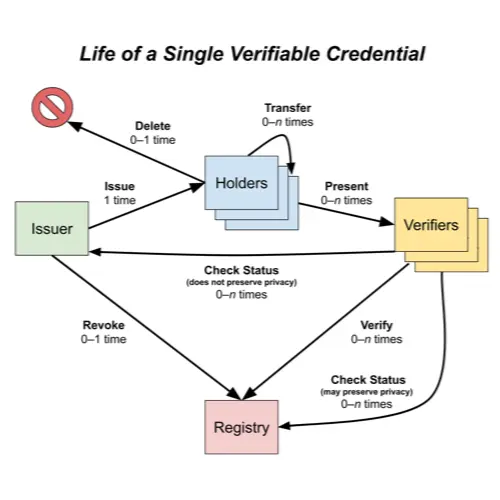 Life of a Single Verifiable Credential
Transfer
0–n times
Delete
0–1 time
Issue
1 time
Holders
Present
0–n times
Issuer
Verifiers
Check Status
(does not preserve privacy)
0–n times
Revoke
0–1 time
Verify
0–n times
Check Status
(may preserve privacy)
0–n times
Registry